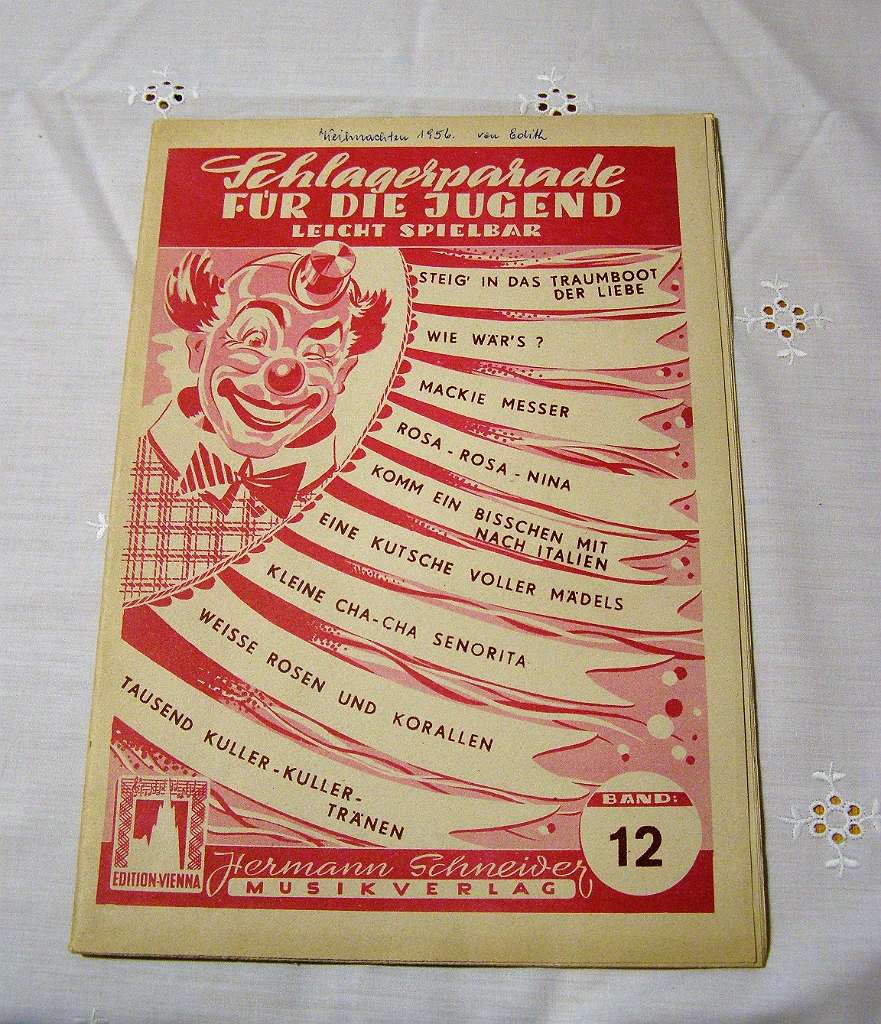 Weihnachten 1956. von Edith
Schlagerparade
FÜR DIE JUGEND
LEICHT SPIELBAR
STEIG' IN DAS TRAUMBOOT
DER LIEBE
WIE WÄR'S ?
MACKIE MESSER
ROSA - ROSA - NINA
KOMM EIN BISSCHEN MIT
NACH ITALIEN
EINE KUTSCHE VOLLER MÄDELS
KLEINE CHA-CHA SENORITA
WEISSE ROSEN UND KORALLEN
TAUSEND KULLER-KULLER-
TRÄNEN
BAND:
12
EDITION-VIENNA
Hermann Schneider
MUSIKVERLAG